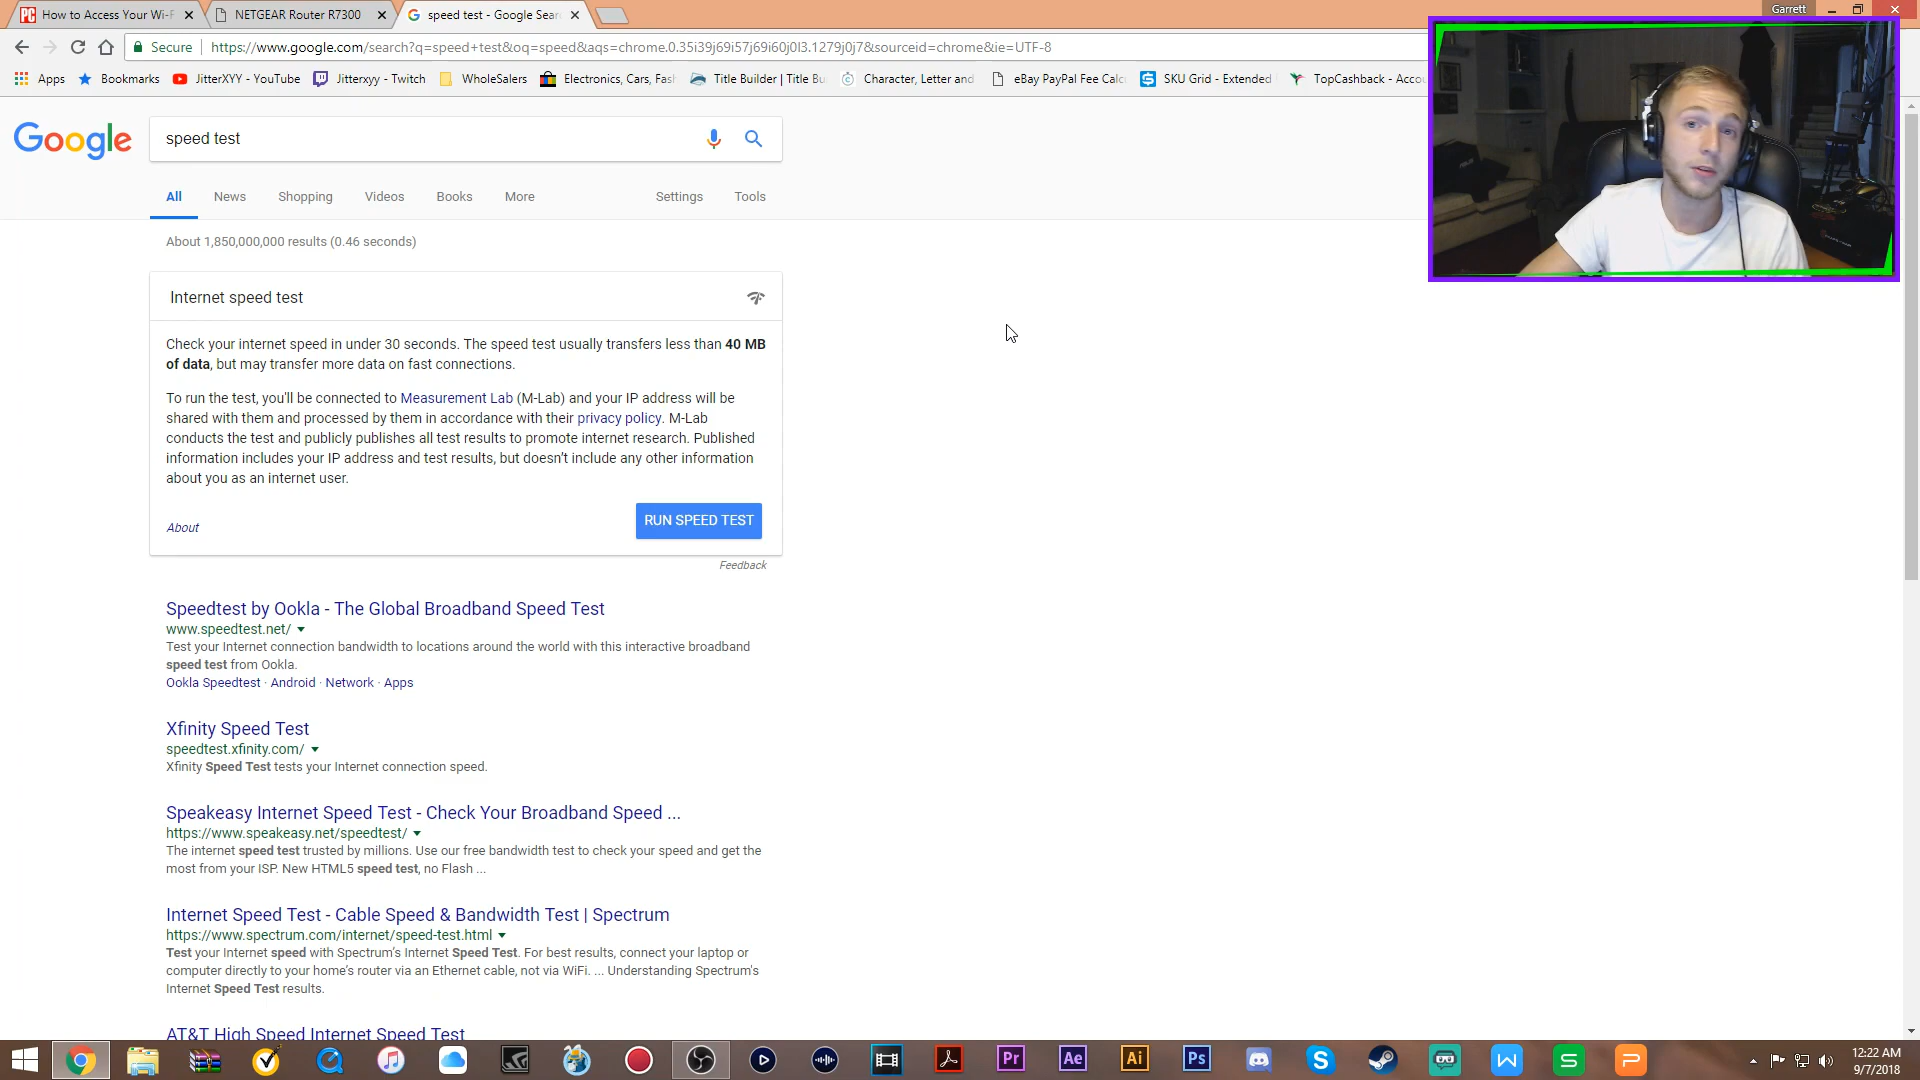 How to Access Your Wi-F
NETGEAR Router R7300
speed test - Google Sear
Garrett
Secure
https://www.google.com/search?q=speed+test&oq=speed&aqs=chrome.0.35i39j69i57j69i60j0l3.1279j0j7&sourceid=chrome&ie=UTF-8
Apps
Bookmarks
JitterXYY - YouTube
Jitterxyy - Twitch
WholeSalers
Electronics, Cars, Fas
Title Builder | Title Bu
Character, Letter and
eBay PayPal Fee Calc
SKU Grid - Extended
TopCashback - Accou
Google
speed test
All
News
Shopping
Videos
Books
More
Settings
Tools
About 1,850,000,000 results (0.46 seconds)
Internet speed test
Check your internet speed in under 30 seconds. The speed test usually transfers less than 40 MB
of data, but may transfer more data on fast connections.
To run the test, you'll be connected to Measurement Lab (M-Lab) and your IP address will be
shared with them and processed by them in accordance with their privacy policy. M-Lab
conducts the test and publicly publishes all test results to promote internet research. Published
information includes your IP address and test results, but doesn't include any other information
about you as an internet user.
About
RUN SPEED TEST
Feedback
Speedtest by Ookla - The Global Broadband Speed Test
www.speedtest.net/
Test your Internet connection bandwidth to locations around the world with this interactive broadband
speed test from Ookla.
Ookla Speedtest · Android · Network · Apps
Xfinity Speed Test
speedtest.xfinity.com/
Xfinity Speed Test tests your Internet connection speed.
Speakeasy Internet Speed Test - Check Your Broadband Speed ...
https://www.speakeasy.net/speedtest/
The internet speed test trusted by millions. Use our free bandwidth test to check your speed and get the
most from your ISP. New HTML5 speed test, no Flash ...
Internet Speed Test - Cable Speed & Bandwidth Test | Spectrum
https://www.spectrum.com/internet/speed-test.html
Test your Internet speed with Spectrum's Internet Speed Test. For best results, connect your laptop or
computer directly to your home's router via an Ethernet cable, not via WiFi. ... Understanding Spectrum's
Internet Speed Test results.
AT&T High Speed Internet Speed Test
Pr
Ae
Ai
Ps
12:22 AM
9/7/2018